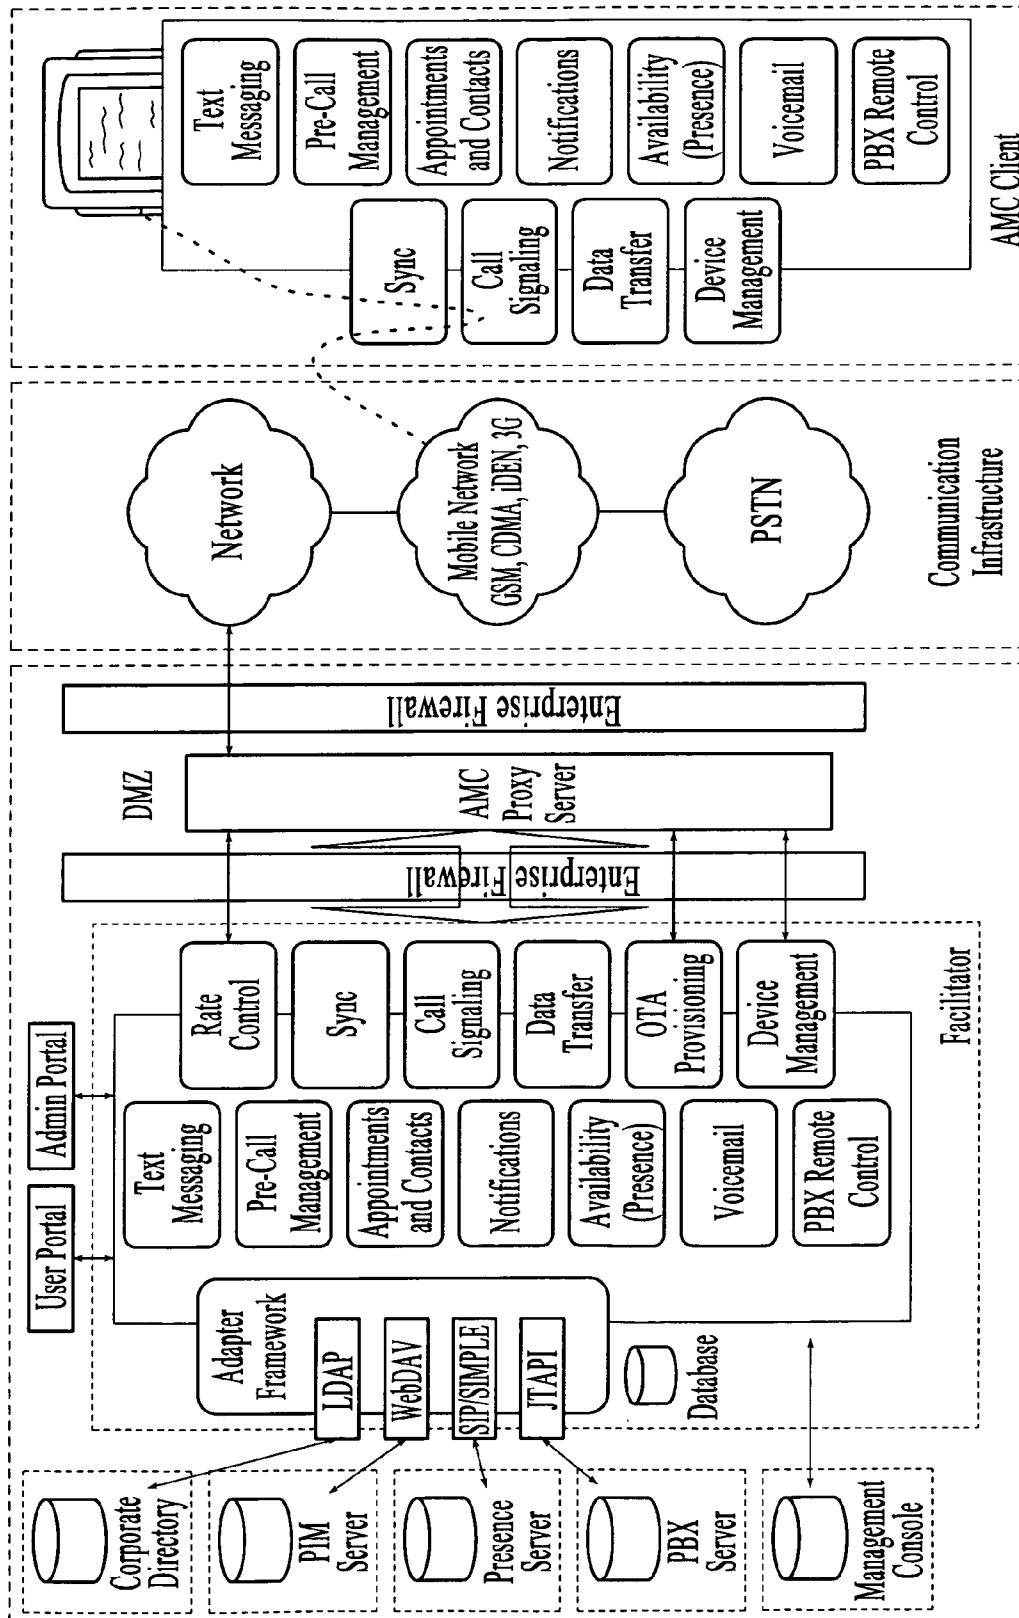 Corporate
Directory
PIM
Server
Presence
Server
PBX
Server
Management
Console
User Portal
Admin Portal
Adapter
Framework
LDAP
WebDAV
SIP/SIMPLE
JTAPI
Database
Text
Messaging
Pre-Call
Management
Appointments
and Contacts
Notifications
Availability
(Presence)
Voicemail
PBX Remote
Control
Rate
Control
Sync
Call
Signaling
Data
Transfer
OTA
Provisioning
Device
Management
Facilitator
Enterprise Firewall
DMZ
AMC
Proxy
Server
Enterprise Firewall
Network
Mobile Network
GSM, CDMA, iDEN, 3G
PSTN
Communication
Infrastructure
Sync
Call
Signaling
Data
Transfer
Device
Management
Text
Messaging
Pre-Call
Management
Appointments
and Contacts
Notifications
Availability
(Presence)
Voicemail
PBX Remote
Control
AMC Client